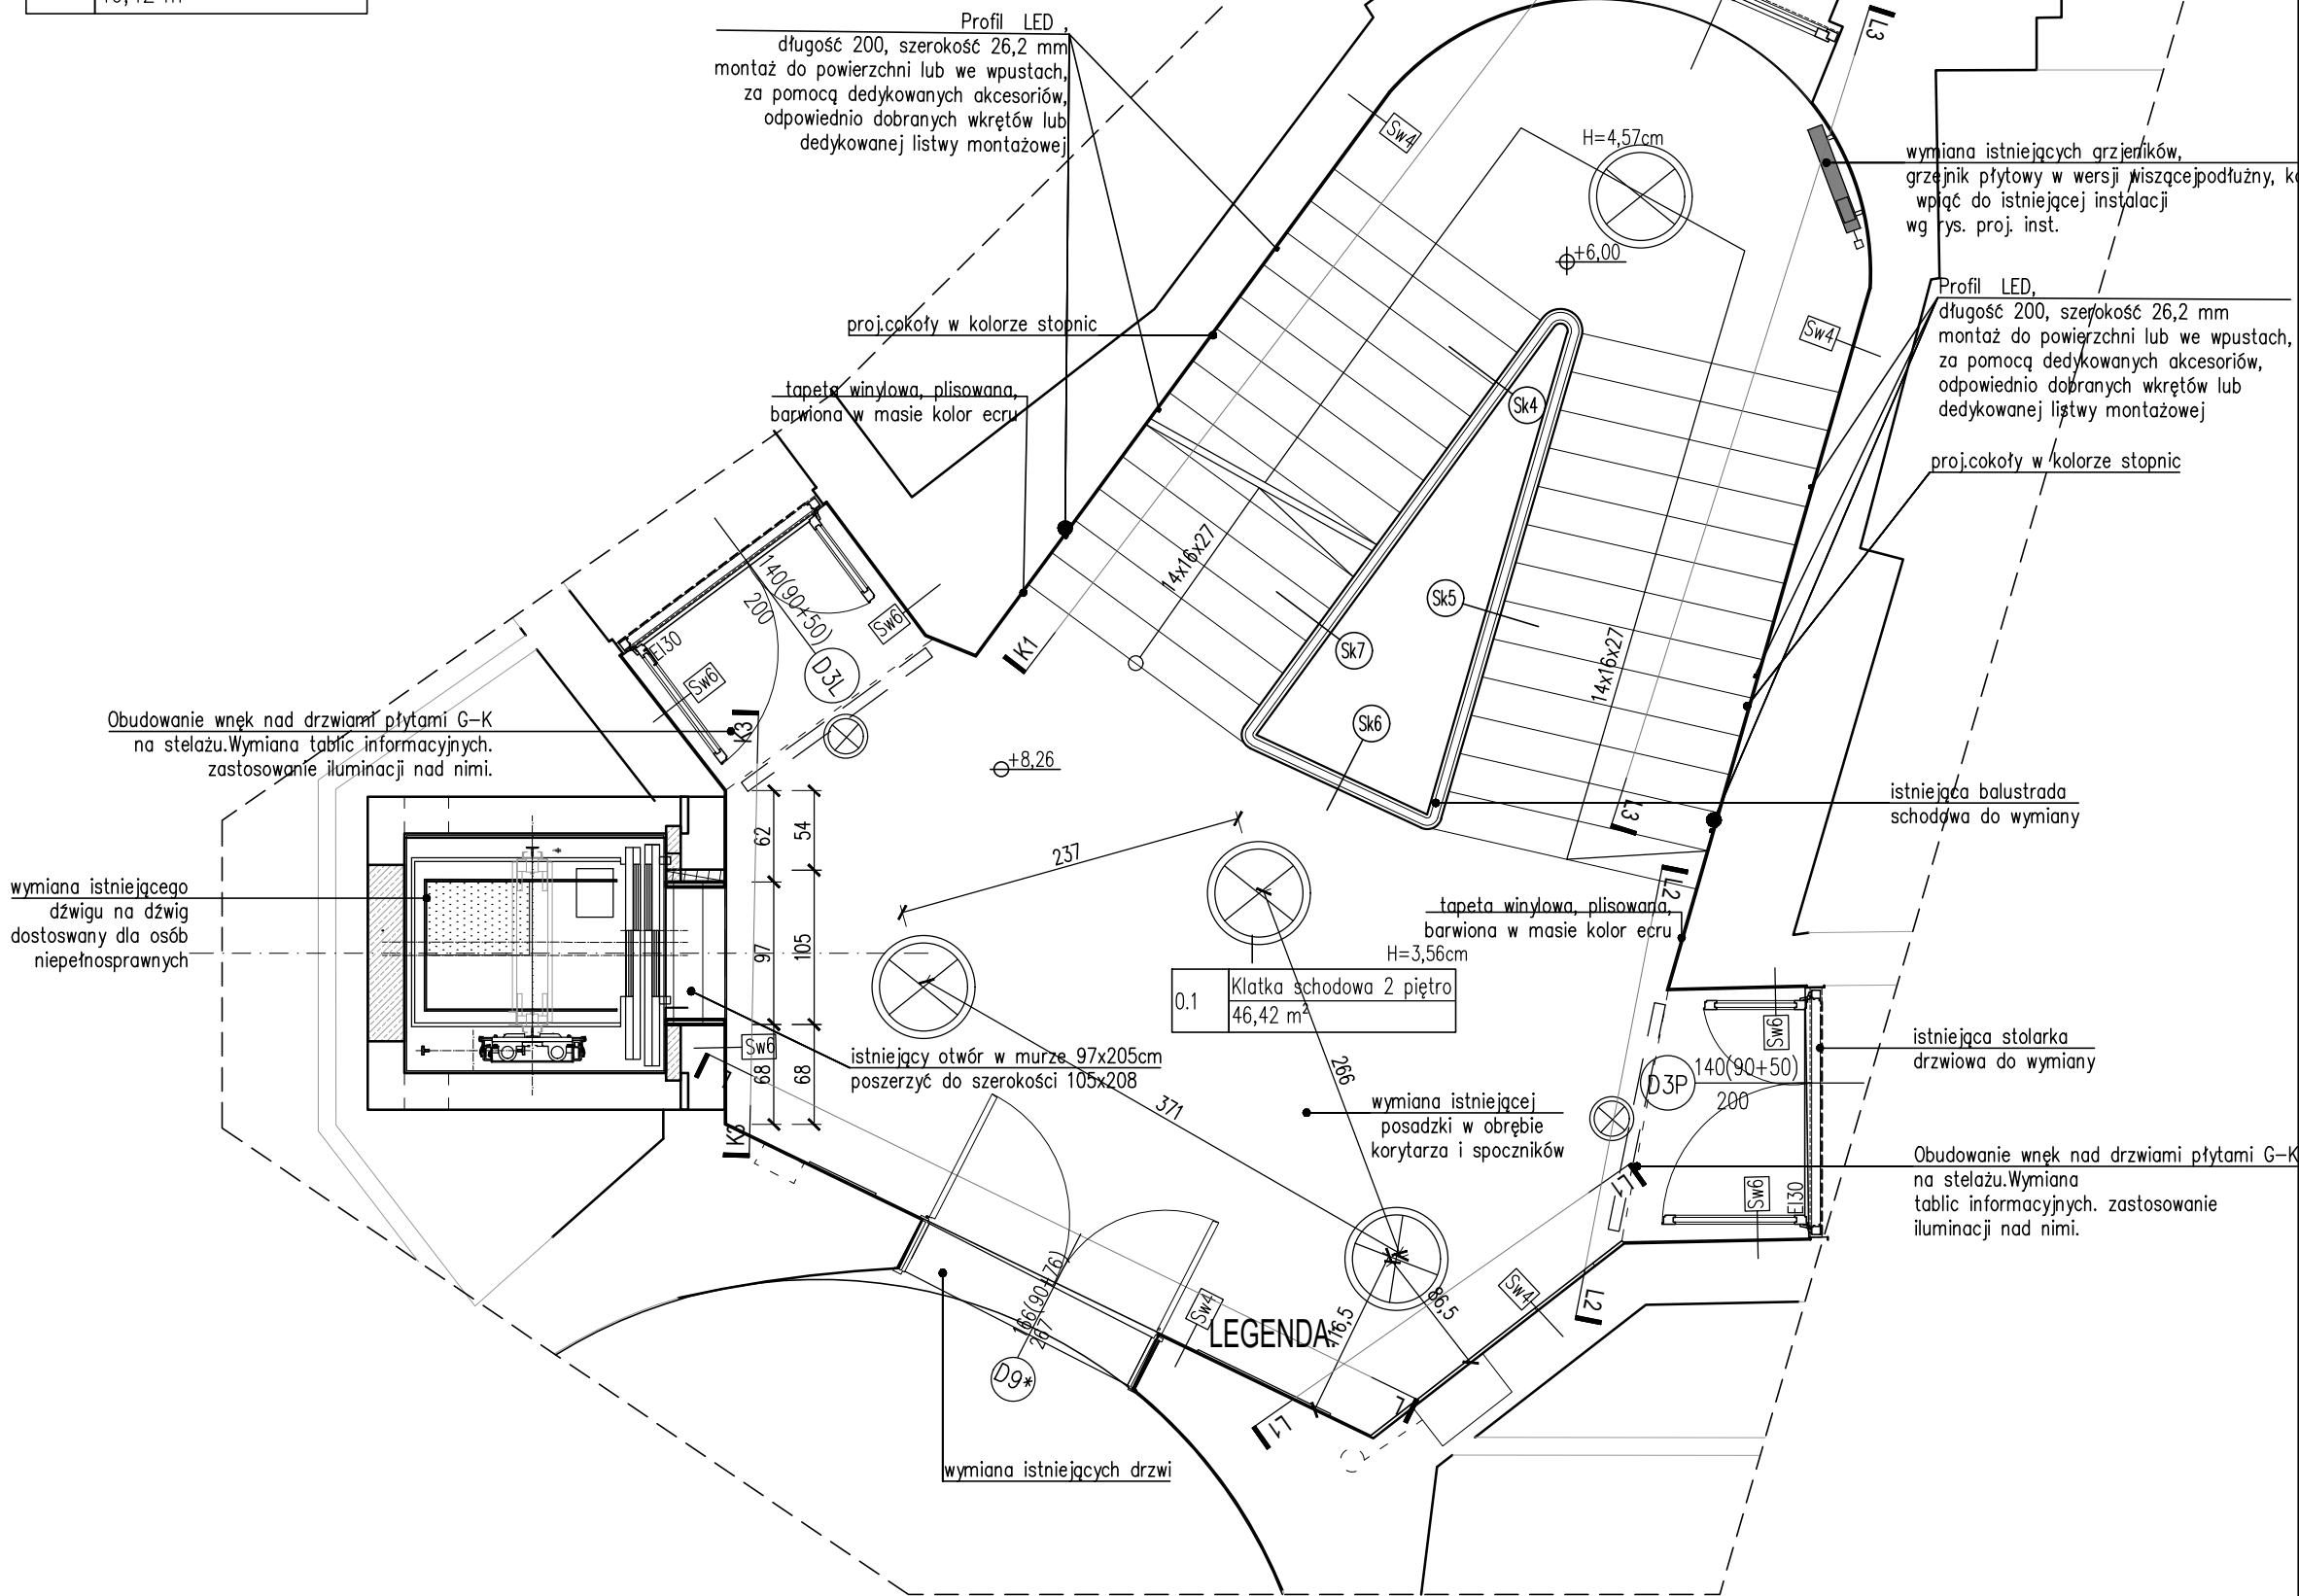 Profil LED ,
długość 200, szerokość 26,2 mm
montaż do powierzchni lub we wpustach,
za pomocą dedykowanych akcesoriów,
odpowiednio dobranych wkrętów lub
dedykowanej listwy montażowej
L3
Sw4
H=4,57cm
+6,00
wymiana istniejących grzjeników,
grzejnik płytowy w wersji wiszącejpodłużny,
wpiąć do istniejącej instalacji
wg rys. proj. inst.
Profil LED,
długość 200, szerokość 26,2 mm
montaż do powierzchni lub we wpustach,
za pomocą dedykowanych akcesoriów,
odpowiednio dobranych wkrętów lub
dedykowanej listwy montażowej
proj.cokoły w kolorze stopnic
Sw4
tapeta winylowa, plisowana,
barwiona w masie kolor ecru
Sk4
proj.cokoły w kolorze stopnic
14x16x27
140(90+50)
200
EI30
Sw6
Sw6
D3L
K1
Sk5
Sk7
14x16x27
Sk6
Obudowanie wnęk nad drzwiami płytami G-K
na stelażu.Wymiana tablic informacyjnych.
zastosowanie iluminacji nad nimi.
K3
+8,26
istniejąca balustrada
schodowa do wymiany
L3
62
54
237
wymiana istniejącego
dźwigu na dźwig
dostoswany dla osób
niepełnosprawnych
97
105
L2
tapeta winylowa, plisowana,
barwiona w masie kolor ecru
H=3,56cm
0.1
Klatka schodowa 2 piętro
46,42 m²
Sw6
68
68
istniejący otwór w murze 97x205cm
poszerzyć do szerokości 105x208
266
371
Sw6
istniejąca stolarka
drzwiowa do wymiany
D3P
140(90+50)
200
wymiana istniejącej
posadzki w obrębie
korytarza i spoczników
K3
L1
Sw6
EI30
Obudowanie wnęk nad drzwiami płytami G-K
na stelażu.Wymiana
tablic informacyjnych. zastosowanie
iluminacji nad nimi.
166(90+76)
267
D9*
Sw4
LEGENDA:
116,5
86,5
Sw4
L2
L1
L
wymiana istniejących drzwi